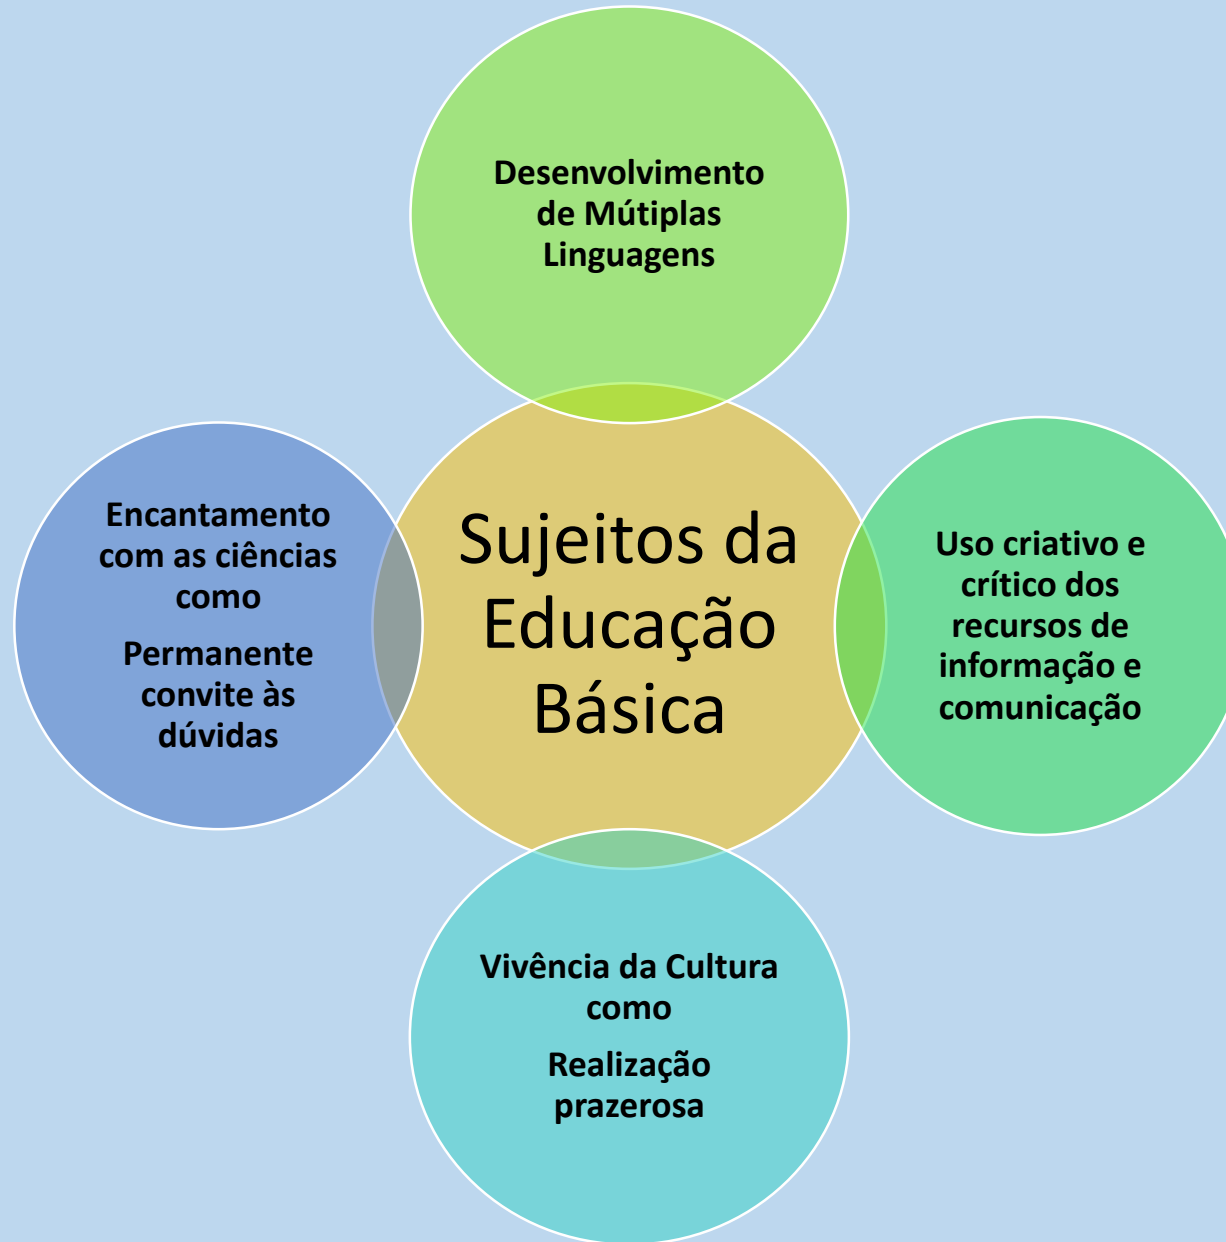 Desenvolvimento
de Mútiplas
Linguagens
Encantamento
com as ciências
como
Permanente
convite às
dúvidas
Sujeitos da
Educação
Básica
Uso criativo e
crítico dos
recursos de
informação e
comunicação
Vivência da Cultura
como
Realização
prazerosa